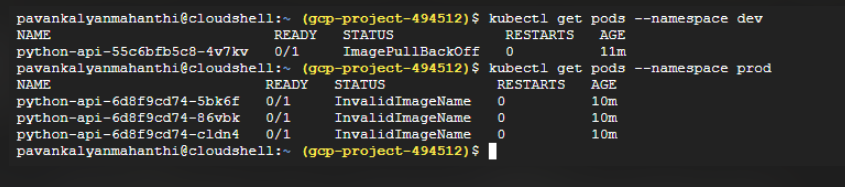 pavankalyanmahanthi@cloudshell:~ (gcp-project-494512)$ kubectl get pods --namespace dev
NAME READY STATUS RESTARTS AGE
python-api-55c6bfb5c8-4v7kv 0/1 ImagePullBackOff 0 11m
pavankalyanmahanthi@cloudshell:~ (gcp-project-494512)$ kubectl get pods --namespace prod
NAME READY STATUS RESTARTS AGE
python-api-6d8f9cd74-5bk6f 0/1 InvalidImageName 0 10m
python-api-6d8f9cd74-86vbk 0/1 InvalidImageName 0 10m
python-api-6d8f9cd74-cldn4 0/1 InvalidImageName 0 10m
pavankalyanmahanthi@cloudshell:~ (gcp-project-494512)$